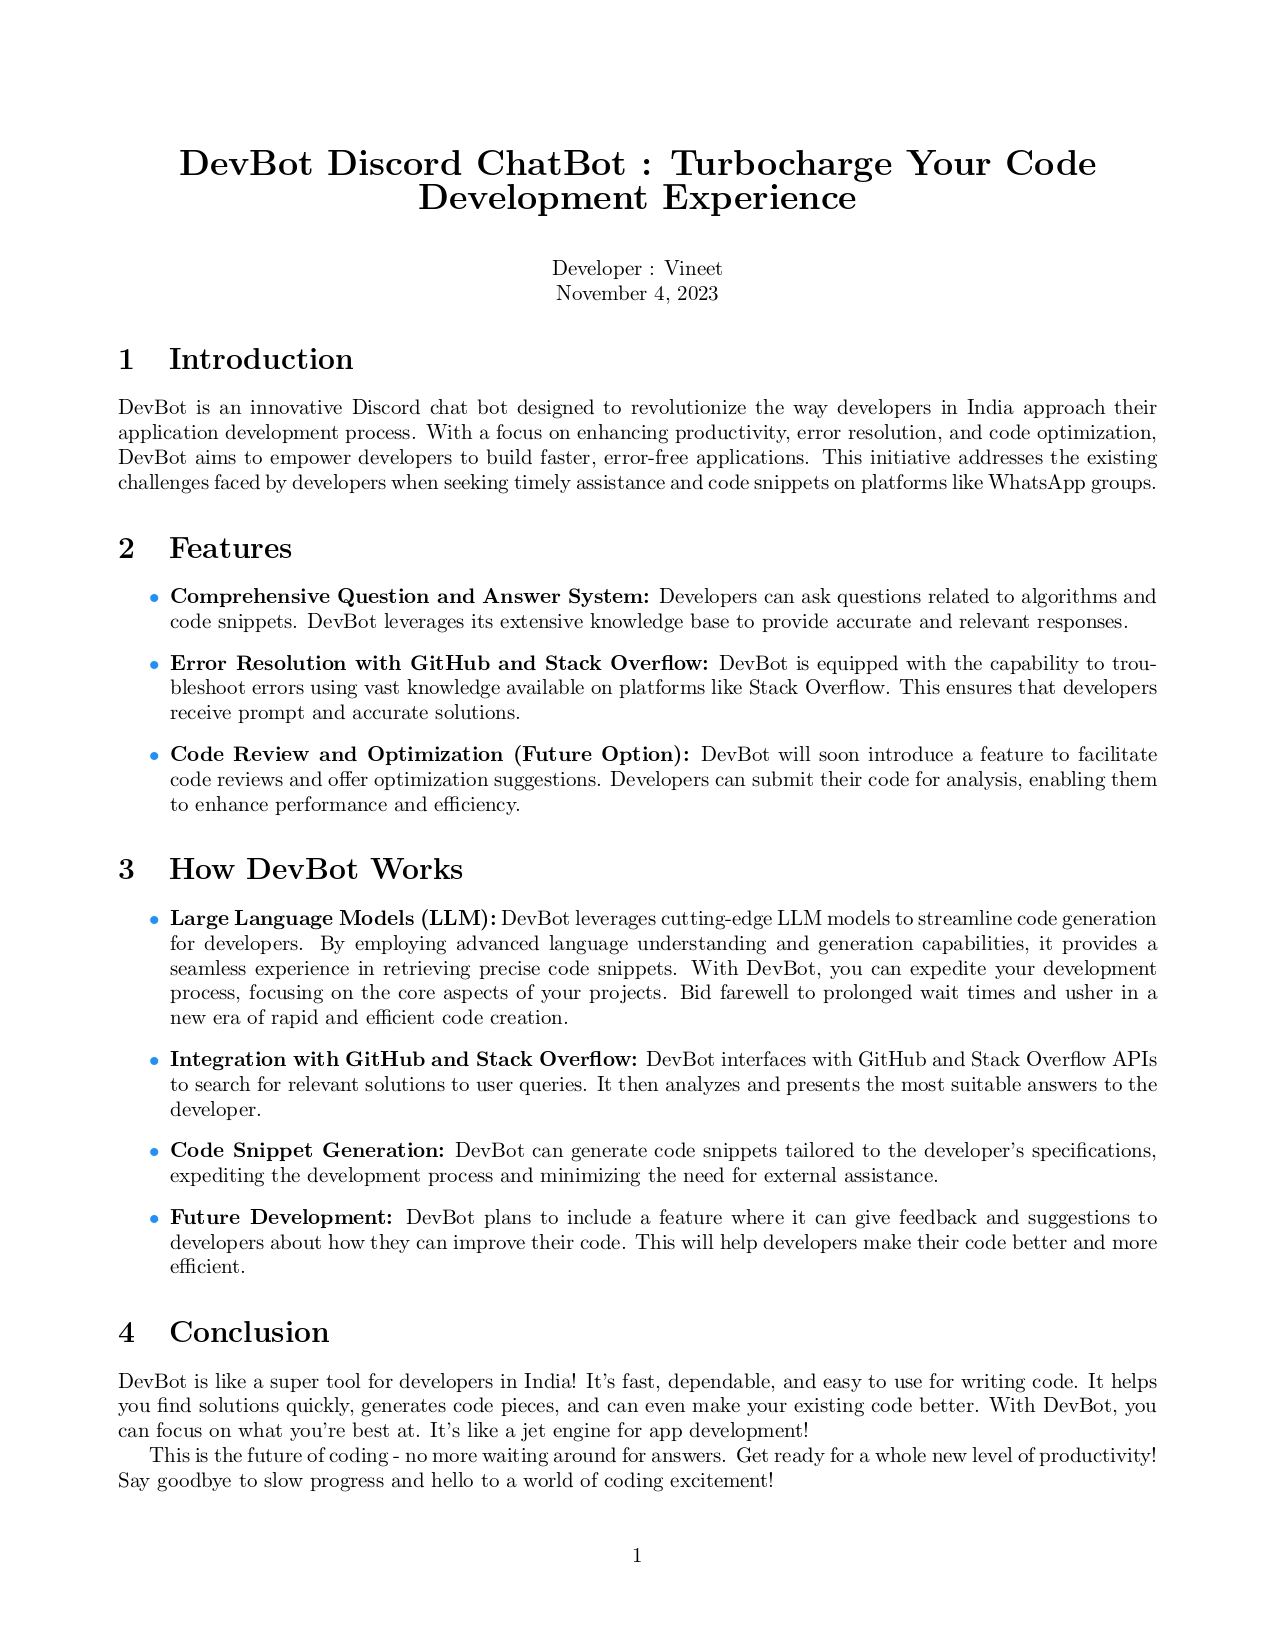 DevBot Discord ChatBot : Turbocharge Your Code
Development Experience
Developer : Vineet
November 4, 2023
1 Introduction
DevBot is an innovative Discord chat bot designed to revolutionize the way developers in India approach their
application development process. With a focus on enhancing productivity, error resolution, and code optimization,
DevBot aims to empower developers to build faster, error-free applications. This initiative addresses the existing
challenges faced by developers when seeking timely assistance and code snippets on platforms like WhatsApp groups.
2 Features
• Comprehensive Question and Answer System: Developers can ask questions related to algorithms and
code snippets. DevBot leverages its extensive knowledge base to provide accurate and relevant responses.
• Error Resolution with GitHub and Stack Overflow: DevBot is equipped with the capability to trou-
bleshoot errors using vast knowledge available on platforms like Stack Overflow. This ensures that developers
receive prompt and accurate solutions.
• Code Review and Optimization (Future Option): DevBot will soon introduce a feature to facilitate
code reviews and offer optimization suggestions. Developers can submit their code for analysis, enabling them
to enhance performance and efficiency.
3 How DevBot Works
• Large Language Models (LLM): DevBot leverages cutting-edge LLM models to streamline code generation
for developers. By employing advanced language understanding and generation capabilities, it provides a
seamless experience in retrieving precise code snippets. With DevBot, you can expedite your development
process, focusing on the core aspects of your projects. Bid farewell to prolonged wait times and usher in a
new era of rapid and efficient code creation.
• Integration with GitHub and Stack Overflow: DevBot interfaces with GitHub and Stack Overflow APIs
to search for relevant solutions to user queries. It then analyzes and presents the most suitable answers to the
developer.
• Code Snippet Generation: DevBot can generate code snippets tailored to the developer's specifications,
expediting the development process and minimizing the need for external assistance.
• Future Development: DevBot plans to include a feature where it can give feedback and suggestions to
developers about how they can improve their code. This will help developers make their code better and more
efficient.
4 Conclusion
DevBot is like a super tool for developers in India! It's fast, dependable, and easy to use for writing code. It helps
you find solutions quickly, generates code pieces, and can even make your existing code better. With DevBot, you
can focus on what you're best at. It's like a jet engine for app development!
This is the future of coding - no more waiting around for answers. Get ready for a whole new level of productivity!
Say goodbye to slow progress and hello to a world of coding excitement!
1